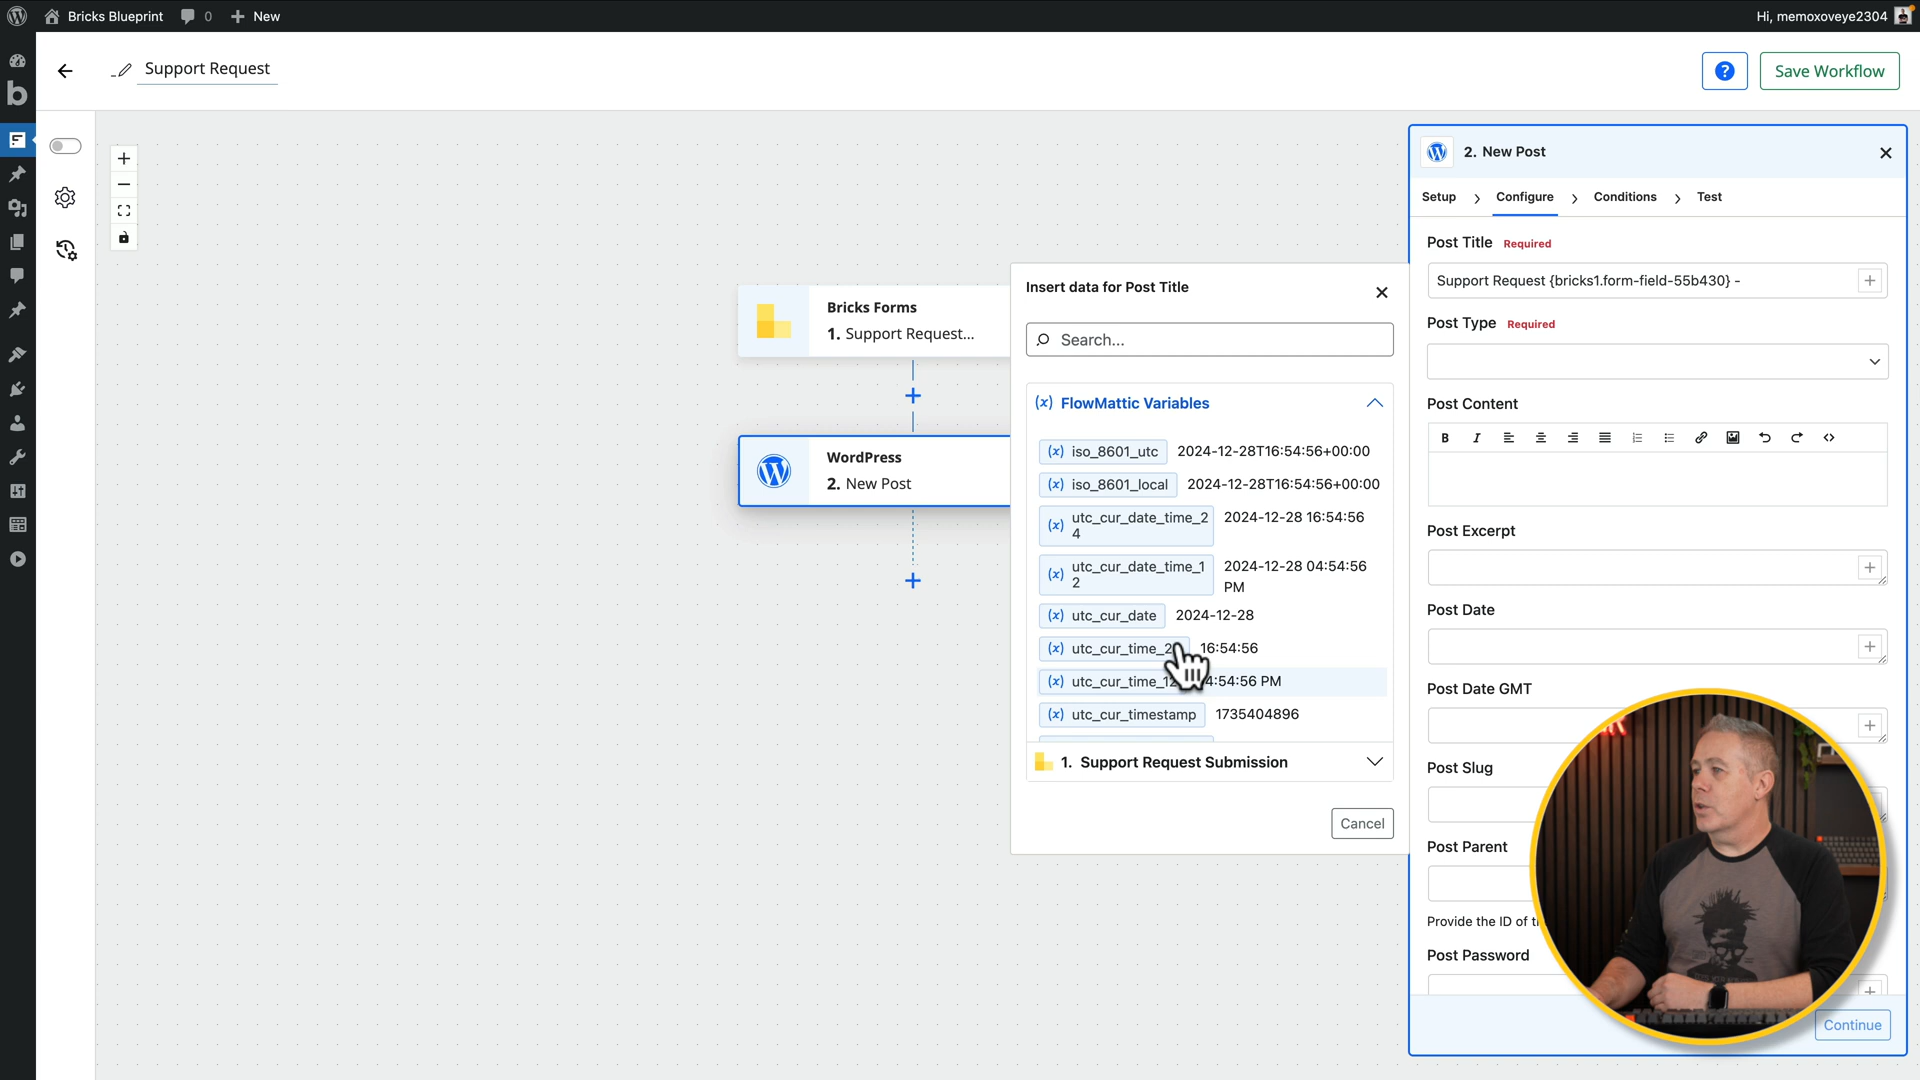 Bricks Blueprint
0
New
Hi, memoxoveye2304
Support Request
?
Save Workflow
2. New Post
Setup
Configure
Conditions
Test
Post Title Required
Support Request {bricks1.form-field-55b430} -
Post Type Required
Post Content
Post Excerpt
Post Date
Post Date GMT
Post Slug
Post Parent
Provide the ID of
Post Password
Continue
Bricks Forms
1. Support Request...
WordPress
2. New Post
Insert data for Post Title
Search...
(x) FlowMattic Variables
(x) iso_8601_utc 2024-12-28T16:54:56+00:00
(x) iso_8601_local 2024-12-28T16:54:56+00:00
(x) utc_cur_date_time_24 2024-12-28 16:54:56
(x) utc_cur_date_time_12 2024-12-28 04:54:56 PM
(x) utc_cur_date 2024-12-28
(x) utc_cur_time_2 16:54:56
(x) utc_cur_time_12 4:54:56 PM
(x) utc_cur_timestamp 1735404896
1. Support Request Submission
Cancel